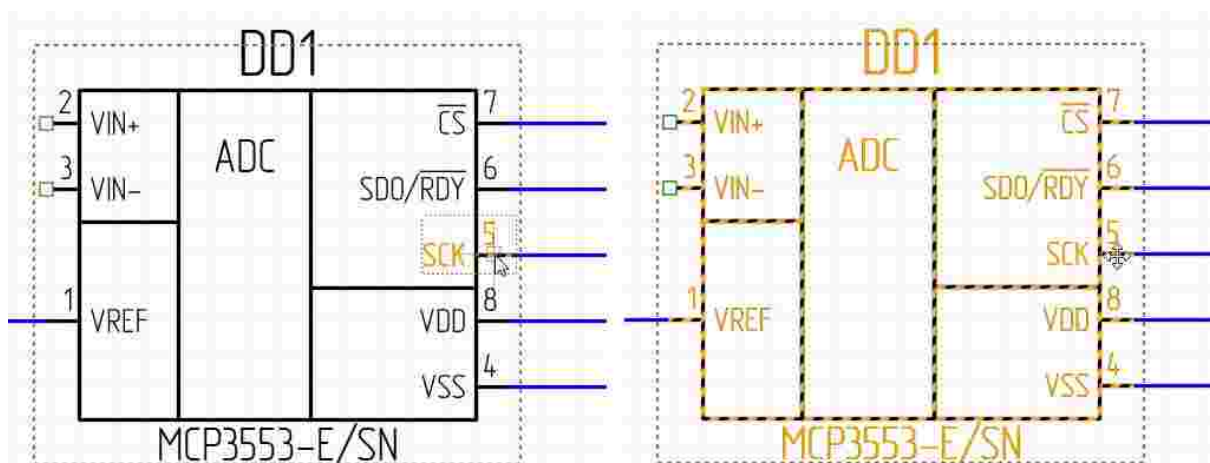 DD1
2
VIN+
ADC
7
CS
3
VIN-
6
SDO/RDY
5
SCK
1
VREF
8
VDD
4
VSS
MCP3553-E/SN
DD1
2
VIN+
ADC
7
CS
3
VIN-
6
SDO/RDY
5
SCK
1
VREF
8
VDD
4
VSS
MCP3553-E/SN